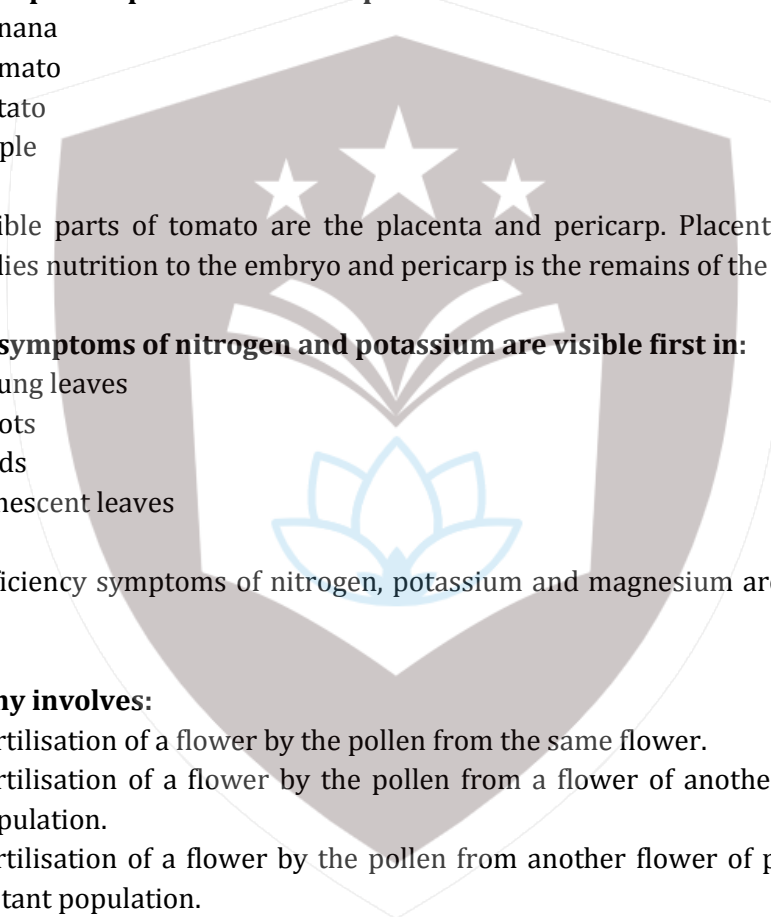 nana
mato
tato
ple
ible parts of tomato are the placenta and pericarp. Placent
lies nutrition to the embryo and pericarp is the remains of the
symptoms of nitrogen and potassium are visible first in:
ung leaves
ots
ds
nescent leaves
iciency symptoms of nitrogen, potassium and magnesium are
ny involves:
rtilisation of a flower by the pollen from the same flower.
rtilisation of a flower by the pollen from a flower of anothe
pulation.
rtilisation of a flower by the pollen from another flower of p
tant population.